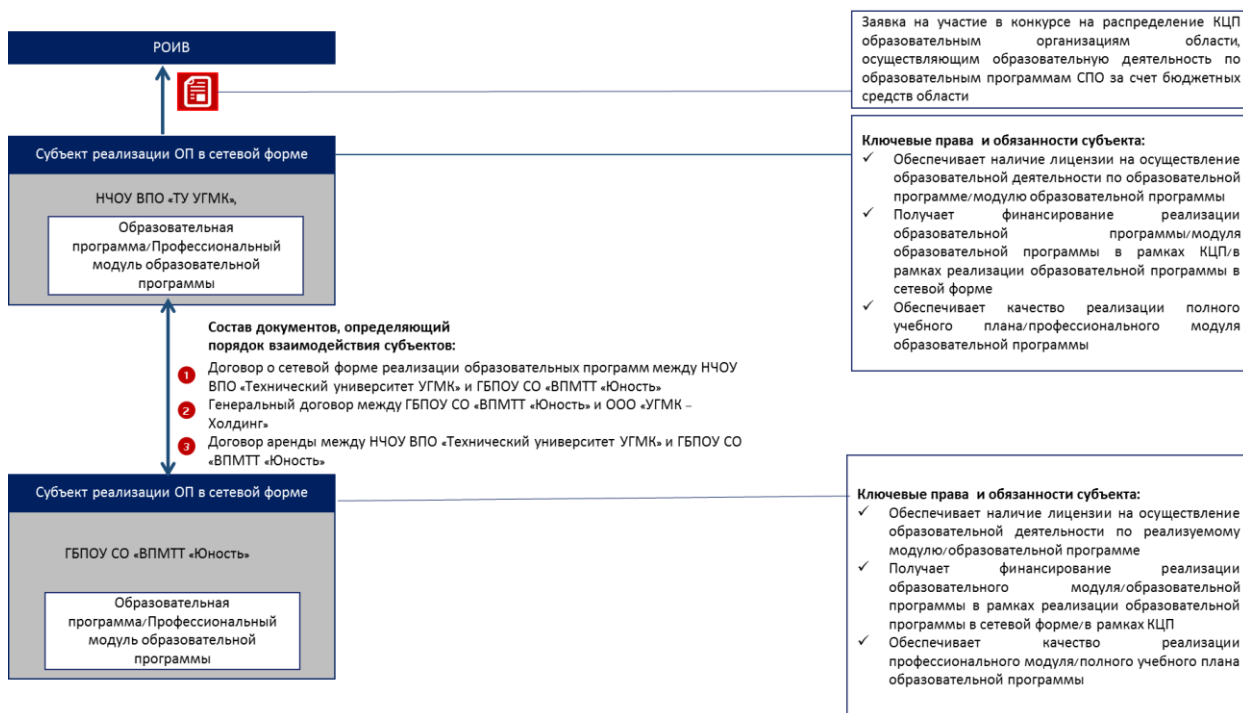 РОИВ
Заявка на участие в конкурсе на распределение КЦП
образовательным организациям области,
осуществляющим образовательную деятельность по
образовательным программам СПО за счет бюджетных
средств области
Субъект реализации ОП в сетевой форме
НЧОУ ВПО «ТУ УГМК»,
Образовательная
программа/Профессиональный
модуль образовательной
программы
Ключевые права и обязанности субъекта:
✓ Обеспечивает наличие лицензии на осуществление
образовательной деятельности по образовательной
программе/модулю образовательной программы
✓ Получает финансирование реализации
образовательной программы/модуля
образовательной программы в рамках КЦП/в
рамках реализации образовательной программы в
сетевой форме
✓ Обеспечивает качество реализации полного
учебного плана/профессионального модуля
образовательной программы
Состав документов, определяющий
порядок взаимодействия субъектов:
1 Договор о сетевой форме реализации образовательных программ между НЧОУ
ВПО «Технический университет УГМК» и ГБПОУ СО «ВПМТТ «Юность»
2 Генеральный договор между ГБПОУ СО «ВПМТТ «Юность» и ООО «УГМК –
Холдинг»
3 Договор аренды между НЧОУ ВПО «Технический университет УГМК» и ГБПОУ СО
«ВПМТТ «Юность»
Субъект реализации ОП в сетевой форме
ГБПОУ СО «ВПМТТ «Юность»
Образовательная
программа/Профессиональный
модуль образовательной
программы
Ключевые права и обязанности субъекта:
✓ Обеспечивает наличие лицензии на осуществление
образовательной деятельности по реализуемому
модулю/образовательной программе
✓ Получает финансирование реализации
образовательного модуля/образовательной
программы в рамках реализации образовательной
программы в сетевой форме/в рамках КЦП
✓ Обеспечивает качество реализации
профессионального модуля/полного учебного плана
образовательной программы